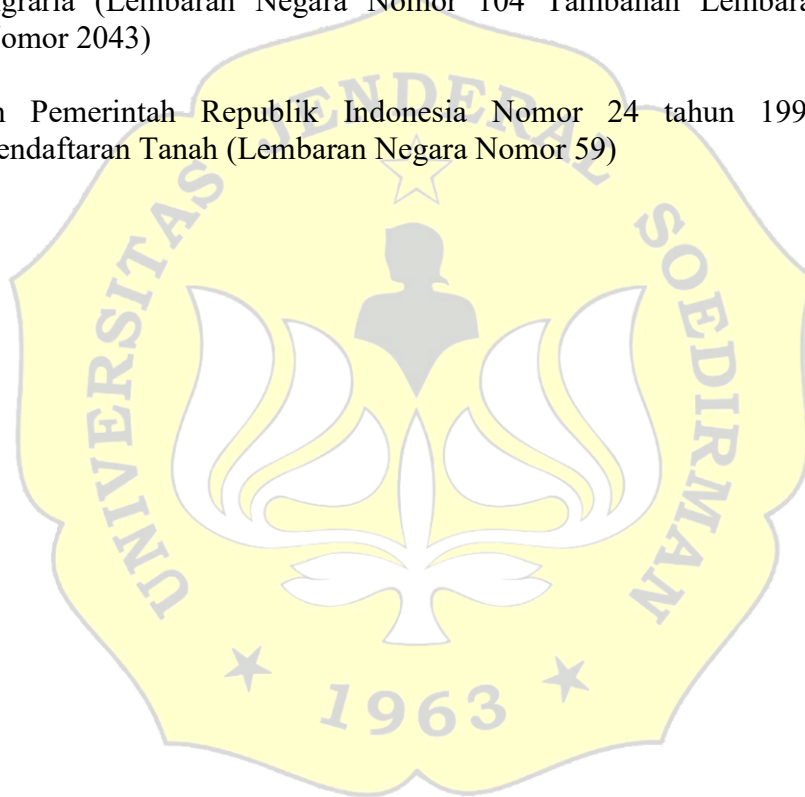 graria (Lembaran Negara Nomor 104 Tambahan Lembara
omor 2043)
n Pemerintah Republik Indonesia Nomor 24 tahun 199
endaftaran Tanah (Lembaran Negara Nomor 59)
UNIVERSITAS JENDERAL SOEDIRMAN
1963